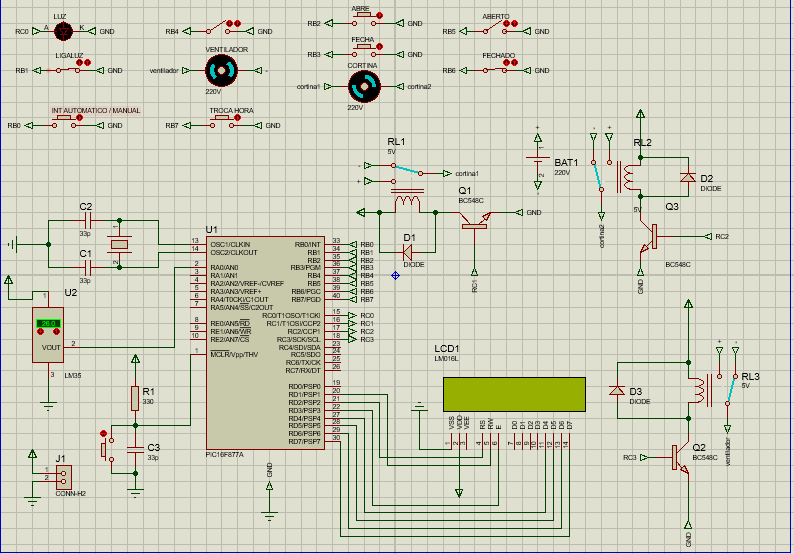 LUZ
RC0 A K GND
RB4 GND
ABRE
RB2 GND
ABERTO
RB5 GND
LIGALUZ
RB1 GND
VENTILADOR
ventilador -
220V
FECHA
RB3 GND
CORTINA
cortina1 cortina2
220V
FECHADO
RB6 GND
INT AUTOMATICO / MANUAL
RB0 GND
TROCA HORA
RB7 GND
RL1
5V
- cortina1
+
Q1
BC548C
GND
D1
DIODE
RC1
+
1
BAT1
220V
2
-
- +
RL2
5V
cortina2
D2
DIODE
Q3
BC548C
RC2
GND
C2
33p
1
2
C1
33p
U1
13 OSC1/CLKIN RB0/INT 33 RB0
14 OSC2/CLKOUT RB1 34 RB1
RB2 35 RB2
2 RA0/AN0 RB3/PGM 36 RB3
3 RA1/AN1 RB4 37 RB4
4 RA2/AN2/VREF-/CVREF RB5 38 RB5
5 RA3/AN3/VREF+ RB6/PGC 39 RB6
6 RA4/T0CKI/C1OUT RB7/PGD 40 RB7
7 RA5/AN4/SS/C2OUT
RC0/T1OSO/T1CKI 15 RC0
8 RE0/AN5/RD RC1/T1OSI/CCP2 16 RC1
9 RE1/AN6/WR RC2/CCP1 17 RC2
10 RE2/AN7/CS RC3/SCK/SCL 18 RC3
RC4/SDI/SDA 23
1 MCLR/Vpp/THV RC5/SDO 24
RC6/TX/CK 25
RC7/RX/DT 26
RD0/PSP0 19
RD1/PSP1 20
RD2/PSP2 21
RD3/PSP3 22
RD4/PSP4 27
RD5/PSP5 28
RD6/PSP6 29
RD7/PSP7 30
PIC16F877A
GND
U2
1
26.0
VOUT 2
3
LM35
R1
330
C3
33p
J1
1
2
CONN-H2
LCD1
LM016L
VSS VDD VEE RS RW E D0 D1 D2 D3 D4 D5 D6 D7
1 2 3 4 5 6 7 8 9 10 11 12 13 14
+ +
RL3
5V
ventilador
D3
DIODE
Q2
BC548C
RC3
GND